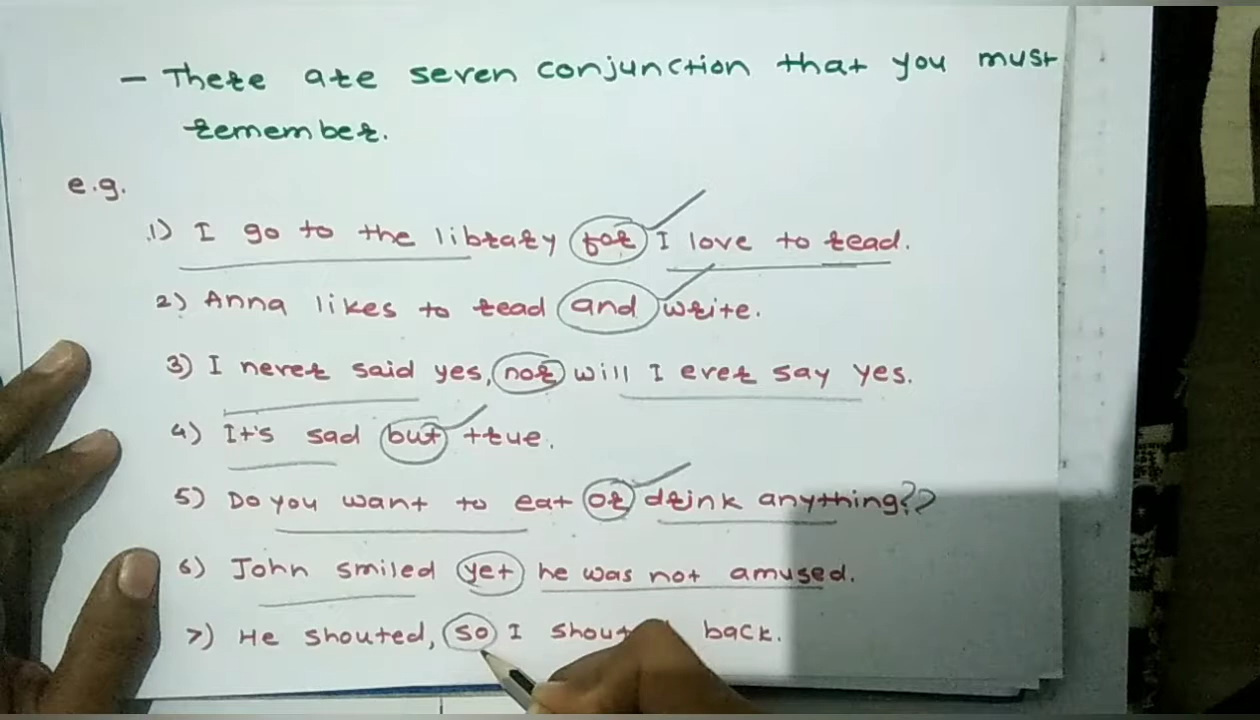 - There are seven conjunction that you must
remember.
e.g.
1) I go to the library for I love to read.
2) Anna likes to read and write.
3) I never said yes, nor will I ever say yes.
4) It's sad but true.
5) Do you want to eat or drink anything??
6) John smiled yet he was not amused.
7) He shouted, so I back.